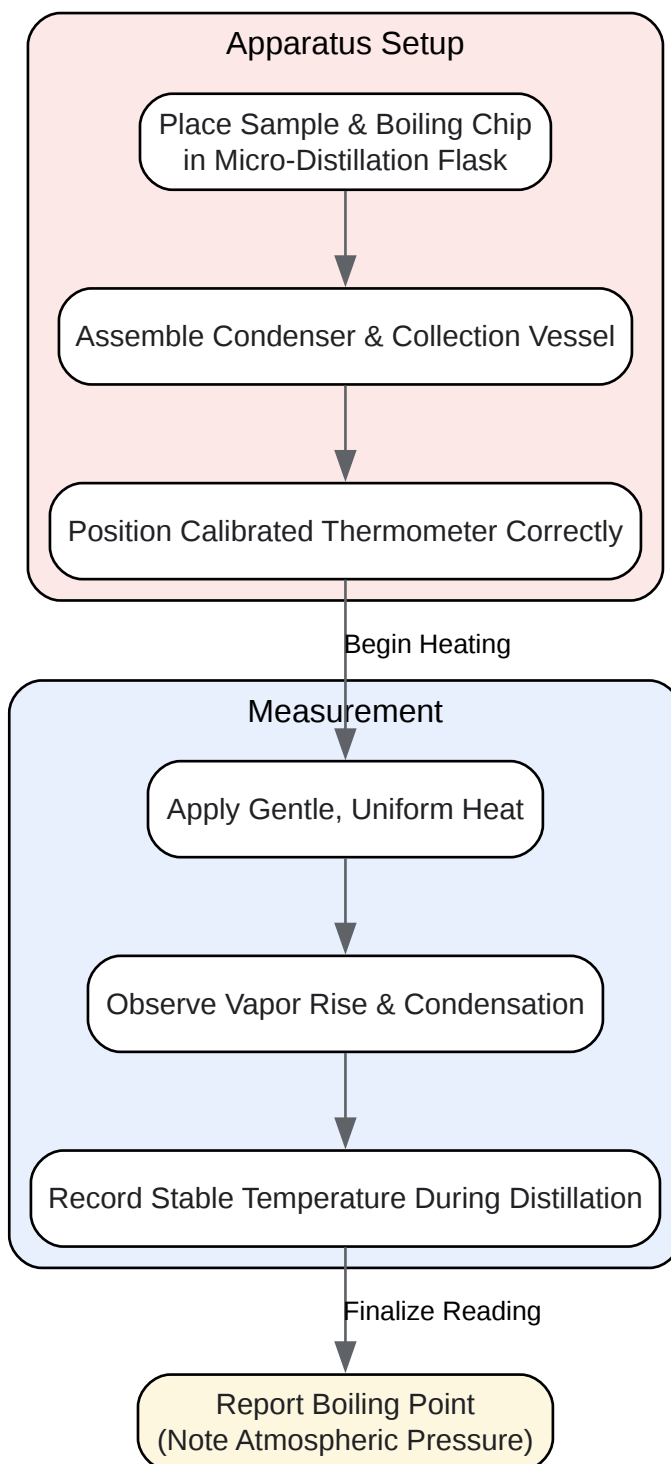 Apparatus Setup
Place Sample & Boiling Chip
in Micro-Distillation Flask
Assemble Condenser & Collection Vessel
Position Calibrated Thermometer Correctly
Begin Heating
Measurement
Apply Gentle, Uniform Heat
Observe Vapor Rise & Condensation
Record Stable Temperature During Distillation
Finalize Reading
Report Boiling Point
(Note Atmospheric Pressure)